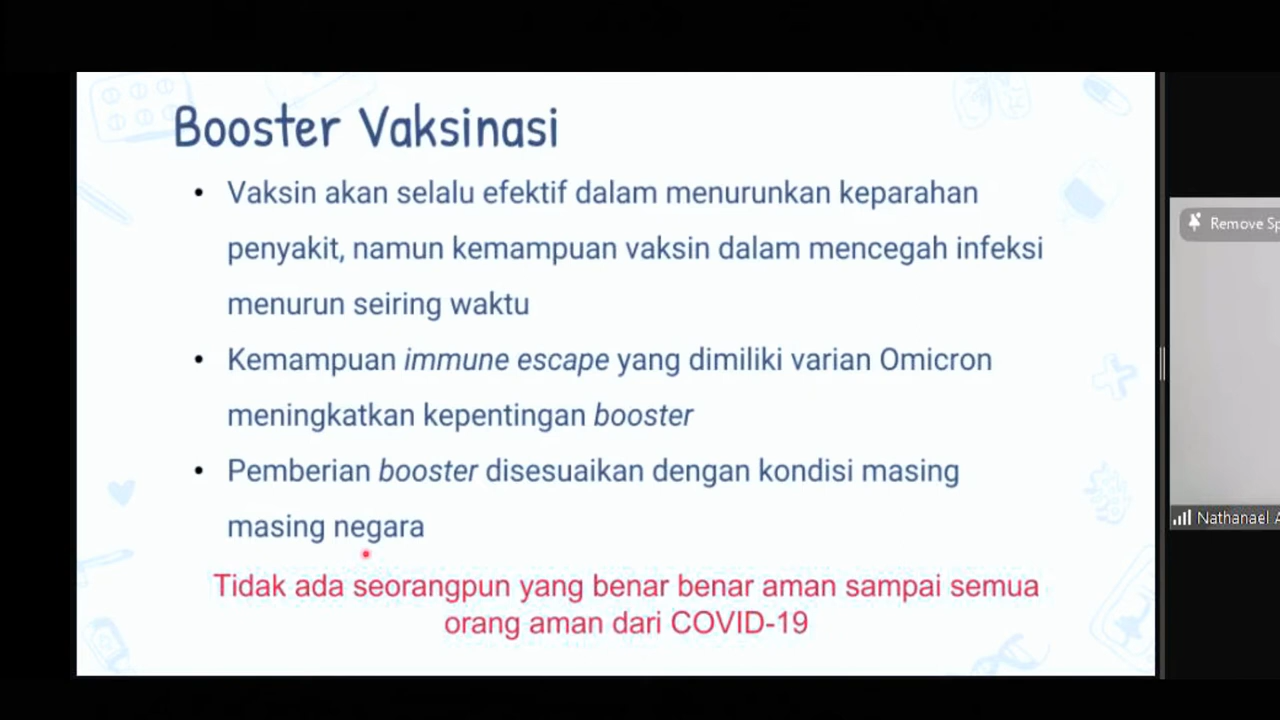 Booster Vaksinasi
• Vaksin akan selalu efektif dalam menurunkan keparahan
penyakit, namun kemampuan vaksin dalam mencegah infeksi
menurun seiring waktu
• Kemampuan immune escape yang dimiliki varian Omicron
meningkatkan kepentingan booster
• Pemberian booster disesuaikan dengan kondisi masing
masing negara
Tidak ada seorangpun yang benar benar aman sampai semua
orang aman dari COVID-19
Remove Sp
Nathanael A